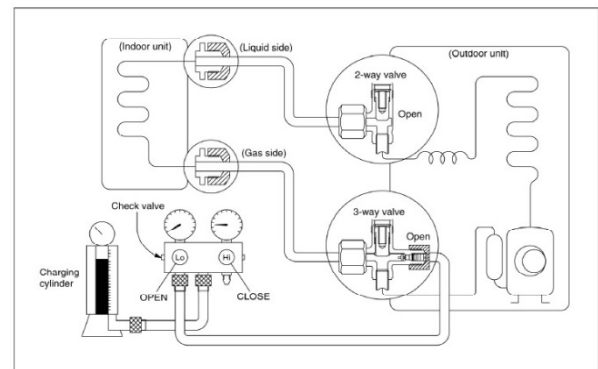 (Indoor unit)
(Liquid side)
(Outdoor unit)
2-way valve
Open
(Gas side)
3-way valve
Open
Check valve
Lo
Hi
OPEN
CLOSE
Charging
cylinder